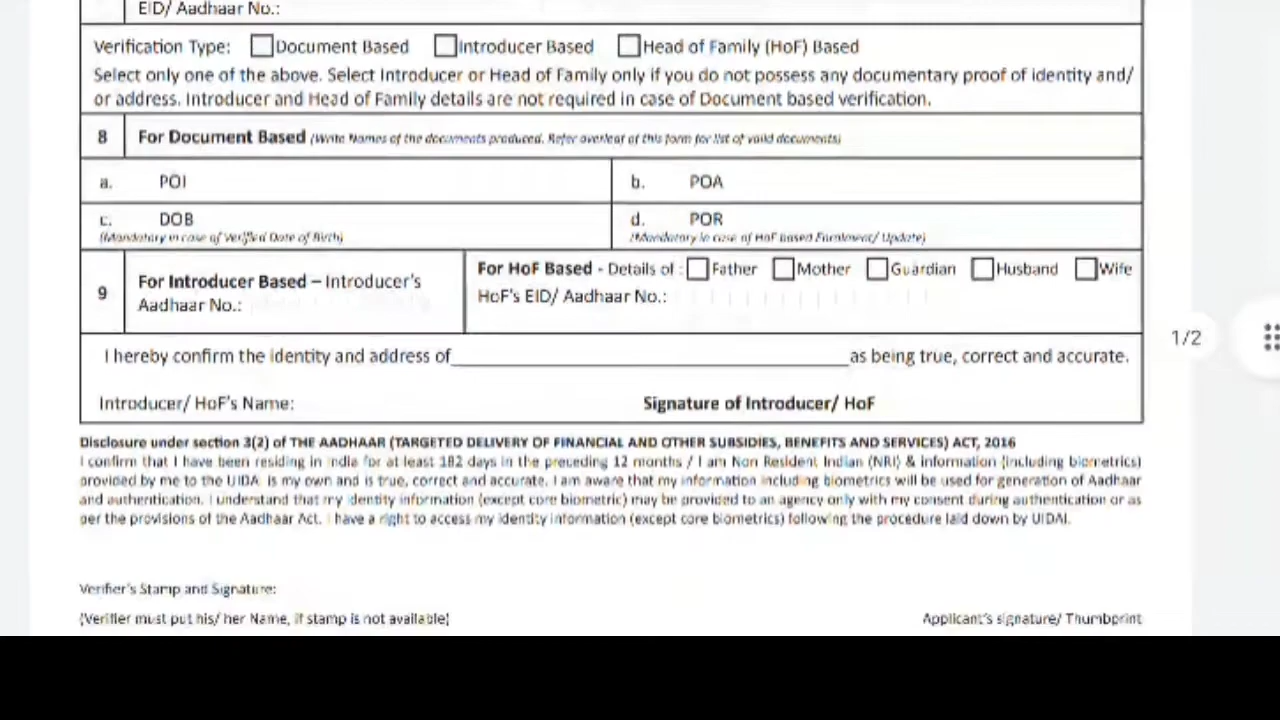 EID/ Aadhaar No.:
Verification Type: Document Based Introducer Based Head of Family (HoF) Based
Select only one of the above. Select Introducer or Head of Family only if you do not possess any documentary proof of identity and/
or address. Introducer and Head of Family details are not required in case of Document based verification.
8 For Document Based (Write Names of the documents produced. Refer overleaf of this form for list of valid documents)
a. POI b. POA
c. DOB d. POR
(Mandatory in case of Verified Date of Birth) (Mandatory in case of HoF based Enrolment/ Update)
For HoF Based - Details of : Father Mother Guardian Husband Wife
9 For Introducer Based – Introducer's
Aadhaar No.: HoF's EID/ Aadhaar No.:
I hereby confirm the identity and address of as being true, correct and accurate.
1/2
Introducer/ HoF's Name: Signature of Introducer/ HoF
Disclosure under section 3(2) of THE AADHAAR (TARGETED DELIVERY OF FINANCIAL AND OTHER SUBSIDIES, BENEFITS AND SERVICES) ACT, 2016
I confirm that I have been residing in India for at least 182 days in the preceding 12 months / I am Non Resident Indian (NRI) & information (including biometrics)
provided by me to the UIDAI is my own and is true, correct and accurate. I am aware that my information including biometrics will be used for generation of Aadhaar
and authentication. I understand that my identity information (except core biometric) may be provided to an agency only with my consent during authentication or as
per the provisions of the Aadhaar Act. I have a right to access my identity information (except core biometrics) following the procedure laid down by UIDAI.
Verifier's Stamp and Signature:
(Verifier must put his/ her Name, if stamp is not available) Applicant's signature/ Thumbprint